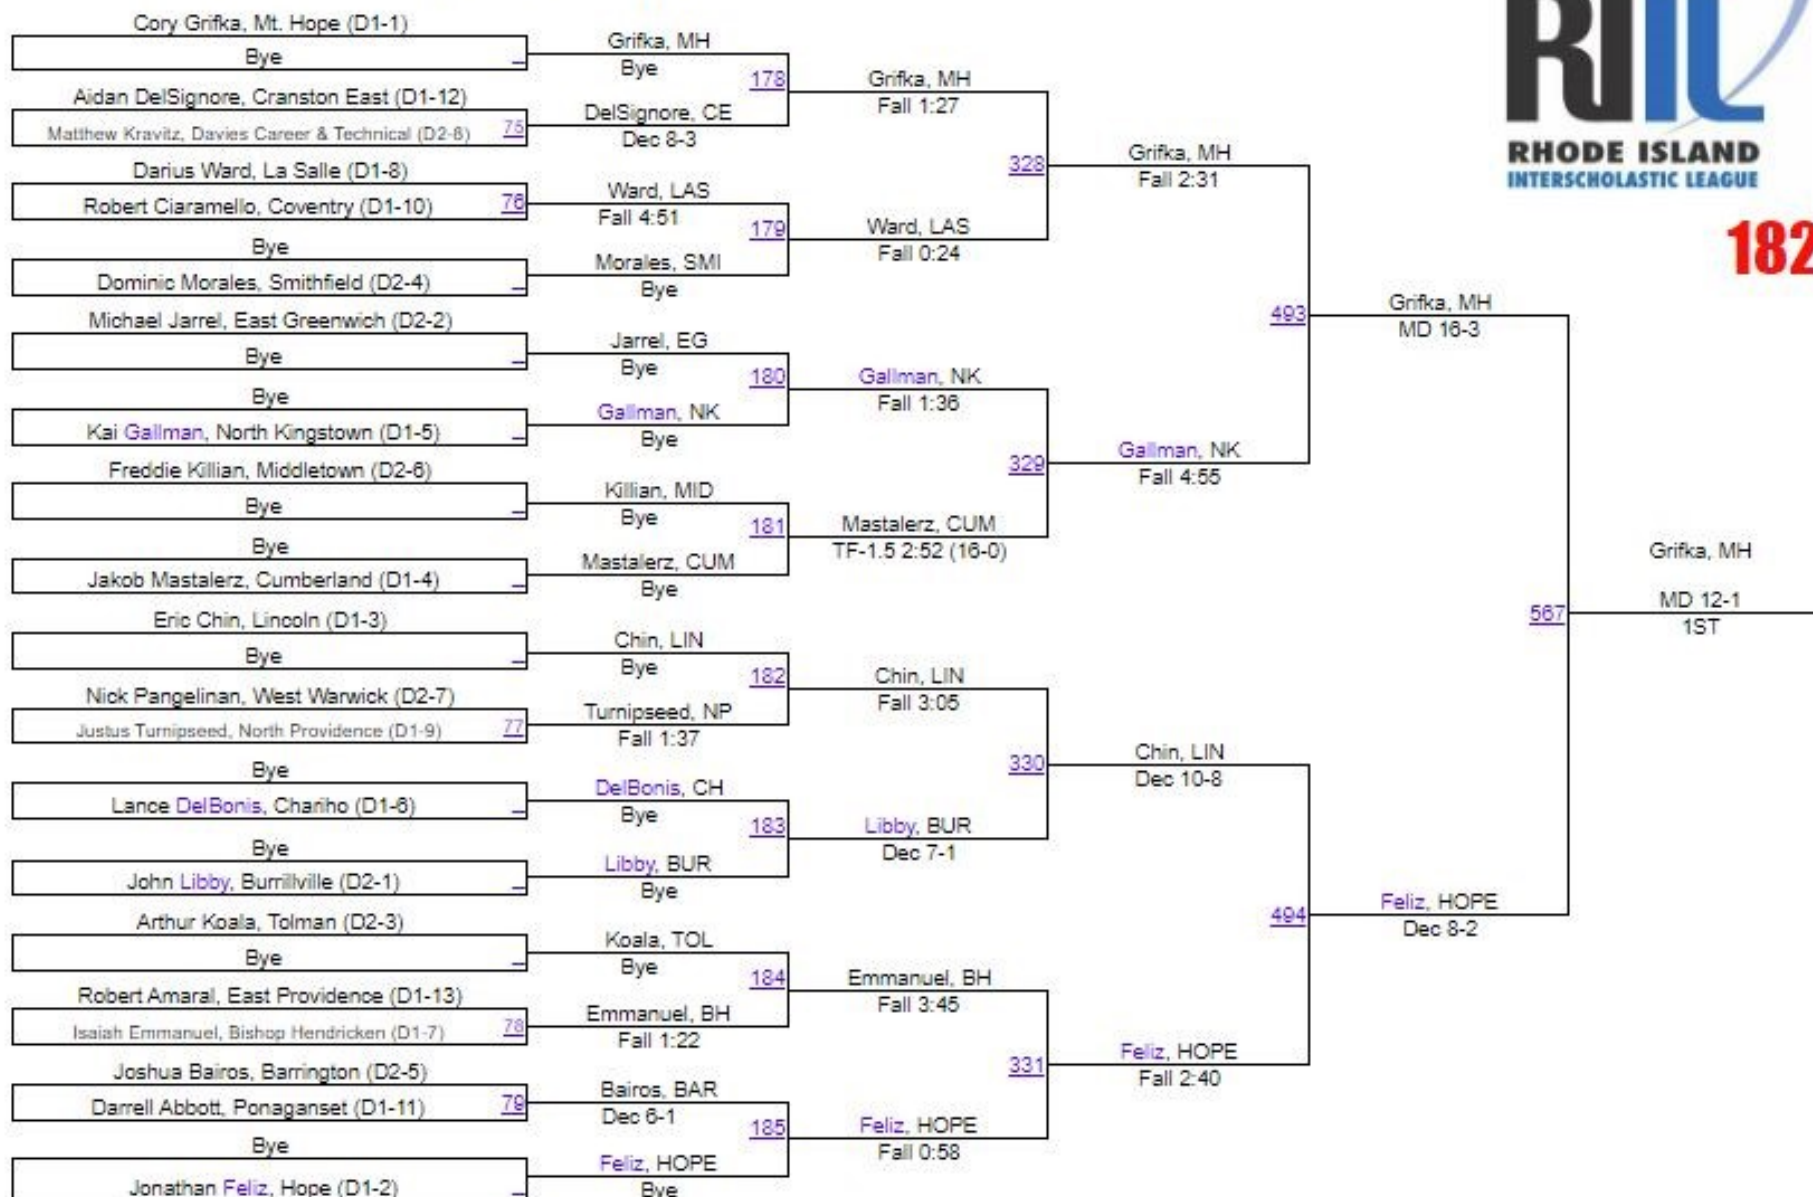 Cory Grifka, Mt. Hope (D1-1)
Bye
Aidan DelSignore, Cranston East (D1-12)
Matthew Kravitz, Davies Career & Technical (D2-8)
75
Darius Ward, La Salle (D1-8)
Robert Ciaramello, Coventry (D1-10)
76
Bye
Dominic Morales, Smithfield (D2-4)
Michael Jarrel, East Greenwich (D2-2)
Bye
Bye
Kai Gallman, North Kingstown (D1-5)
Freddie Killian, Middletown (D2-6)
Bye
Bye
Jakob Mastalerz, Cumberland (D1-4)
Eric Chin, Lincoln (D1-3)
Bye
Nick Pangelinan, West Warwick (D2-7)
Justus Turnipseed, North Providence (D1-9)
77
Bye
Lance DelBonis, Chariho (D1-6)
Bye
John Libby, Burrillville (D2-1)
Arthur Koala, Tolman (D2-3)
Bye
Robert Amaral, East Providence (D1-13)
Isaiah Emmanuel, Bishop Hendricken (D1-7)
78
Joshua Bairos, Barrington (D2-5)
Darrell Abbott, Ponaganset (D1-11)
79
Bye
Jonathan Feliz, Hope (D1-2)
Grifka, MH
Bye
178
DelSignore, CE
Dec 8-3
Ward, LAS
Fall 4:51
179
Morales, SMI
Bye
Jarrel, EG
Bye
180
Gallman, NK
Bye
Killian, MID
Bye
181
Mastalerz, CUM
Bye
Chin, LIN
Bye
182
Turnipseed, NP
Fall 1:37
DelBonis, CH
Bye
183
Libby, BUR
Bye
Koala, TOL
Bye
184
Emmanuel, BH
Fall 1:22
Bairos, BAR
Dec 6-1
185
Feliz, HOPE
Bye
Grifka, MH
Fall 1:27
328
Ward, LAS
Fall 0:24
Gallman, NK
Fall 1:36
329
Mastalerz, CUM
TF-1.5 2:52 (16-0)
Chin, LIN
Fall 3:05
330
Libby, BUR
Dec 7-1
Emmanuel, BH
Fall 3:45
331
Feliz, HOPE
Fall 0:58
Grifka, MH
Fall 2:31
493
Gallman, NK
Fall 4:55
Chin, LIN
Dec 10-8
494
Feliz, HOPE
Fall 2:40
Grifka, MH
MD 16-3
567
Feliz, HOPE
Dec 8-2
Grifka, MH
MD 12-1
1ST
RIIL
RHODE ISLAND
INTERSCHOLASTIC LEAGUE
182